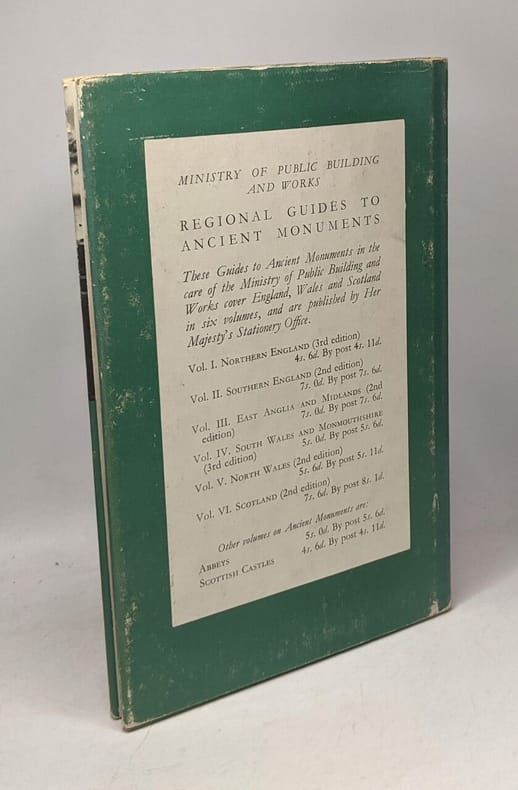 MINISTRY OF PUBLIC BUILDING
AND WORKS
REGIONAL GUIDES TO
ANCIENT MONUMENTS
These Guides to Ancient Monuments in the
care of the Ministry of Public Building and
Works cover England, Wales and Scotland
in six volumes, and are published by Her
Majesty's Stationery Office.
Vol. I. NORTHERN ENGLAND (3rd edition)
4s. 6d. By post 4s. 11d.
Vol. II. SOUTHERN ENGLAND (2nd edition)
7s. 0d. By post 7s. 6d.
Vol. III. EAST ANGLIA AND MIDLANDS (2nd
edition) 7s. 0d. By post 7s. 6d.
Vol. IV. SOUTH WALES AND MONMOUTHSHIRE
(3rd edition) 5s. 0d. By post 5s. 6d.
Vol. V. NORTH WALES (2nd edition)
5s. 6d. By post 5s. 11d.
Vol. VI. SCOTLAND (2nd edition)
7s. 6d. By post 8s. 1d.
Other volumes on Ancient Monuments are:
ABBEYS 5s. 0d. By post 5s. 6d.
SCOTTISH CASTLES 4s. 6d. By post 4s. 11d.